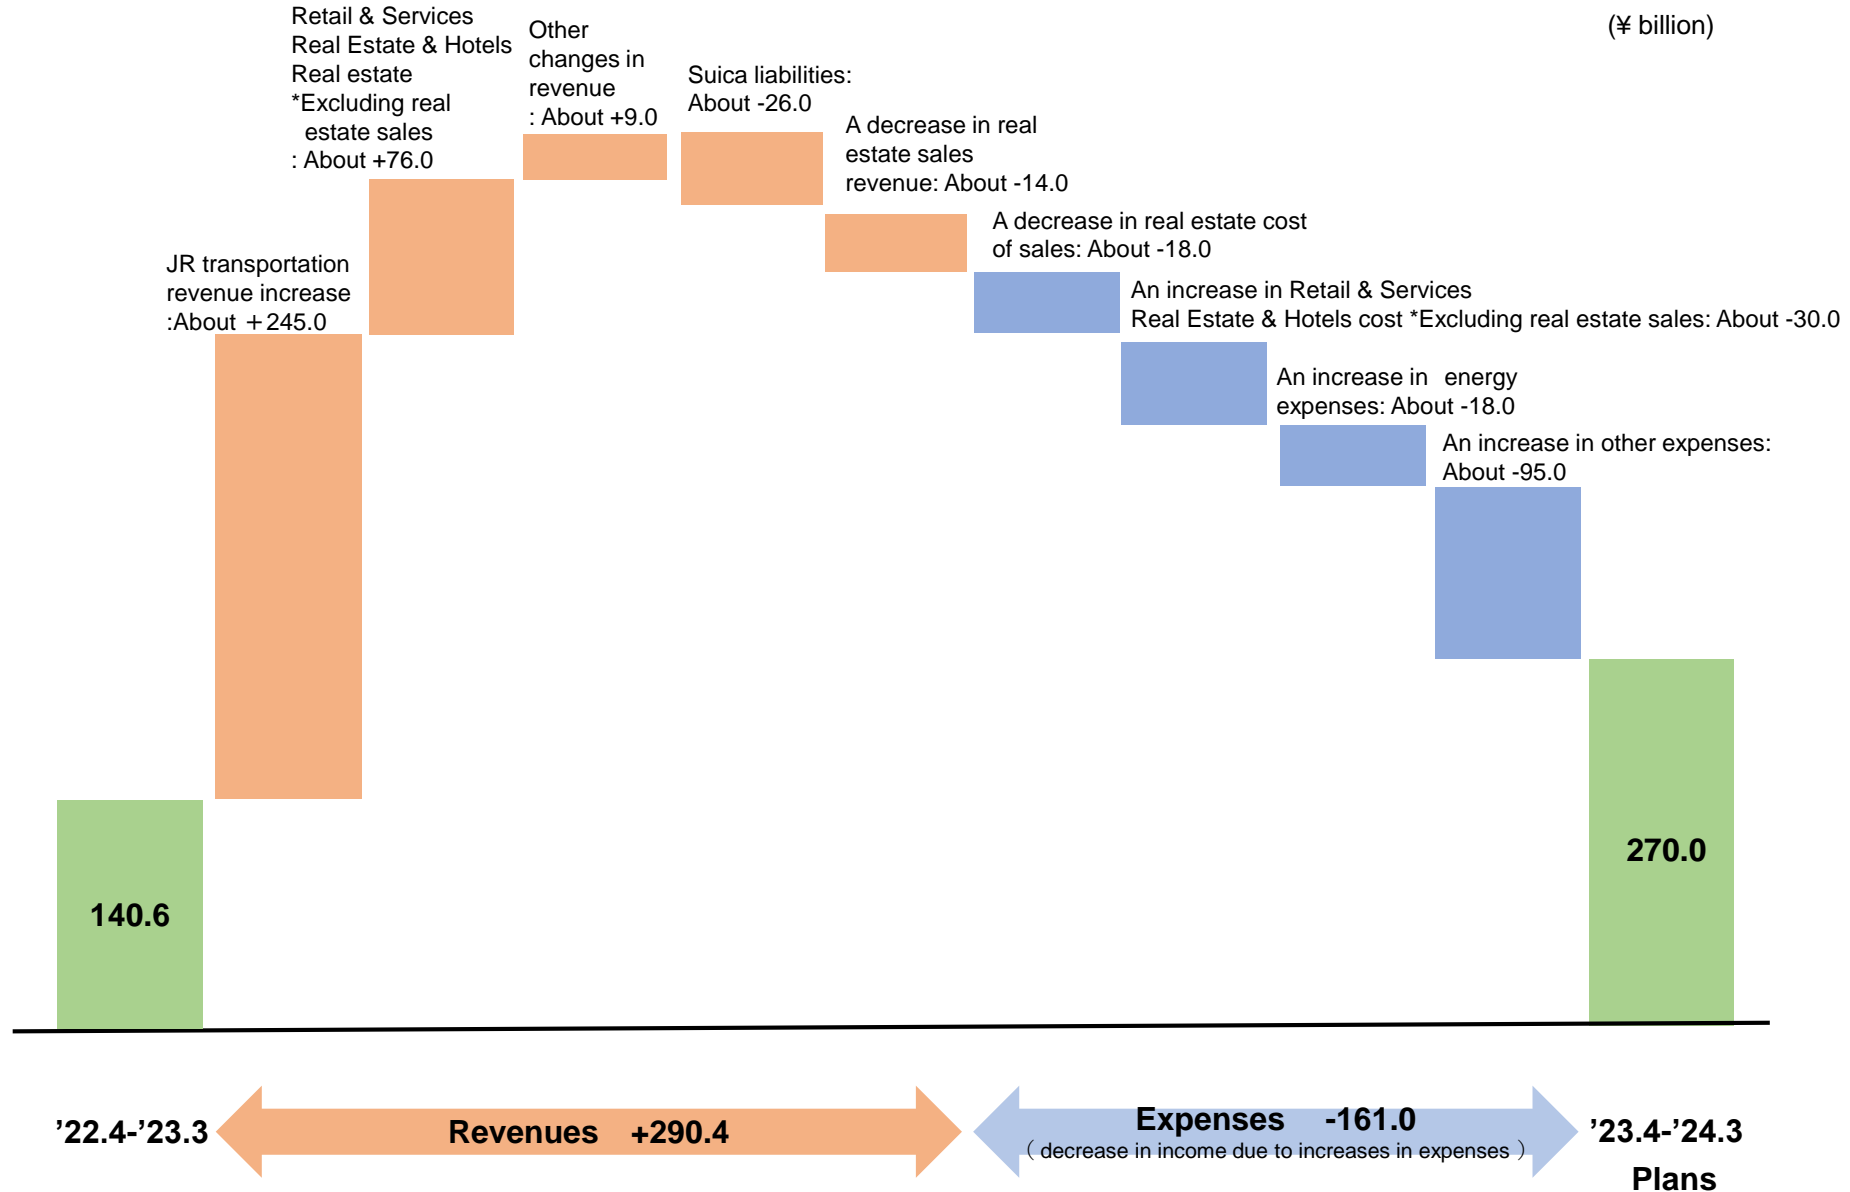 (¥ billion)
Retail & Services
Real Estate & Hotels
Real estate
*Excluding real
estate sales
: About +76.0
Other
changes in
revenue
: About +9.0
Suica liabilities:
About -26.0
A decrease in real
estate sales
revenue: About -14.0
A decrease in real estate cost
of sales: About -18.0
JR transportation
revenue increase
:About ＋245.0
An increase in Retail & Services
Real Estate & Hotels cost *Excluding real estate sales: About -30.0
An increase in energy
expenses: About -18.0
An increase in other expenses:
About -95.0
140.6
270.0
’22.4-’23.3
Revenues +290.4
Expenses -161.0
（ decrease in income due to increases in expenses ）
’23.4-’24.3
Plans